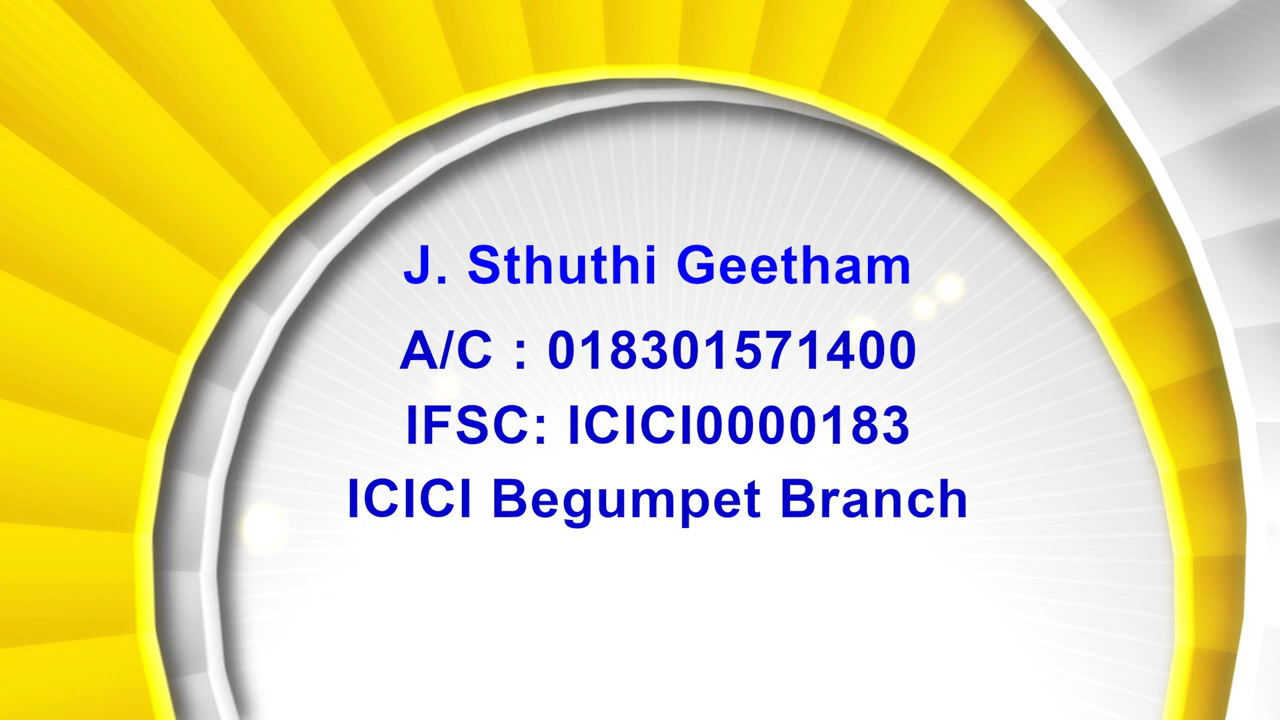 J. Sthuthi Geetham
A/C : 018301571400
IFSC: ICICI0000183
ICICI Begumpet Branch